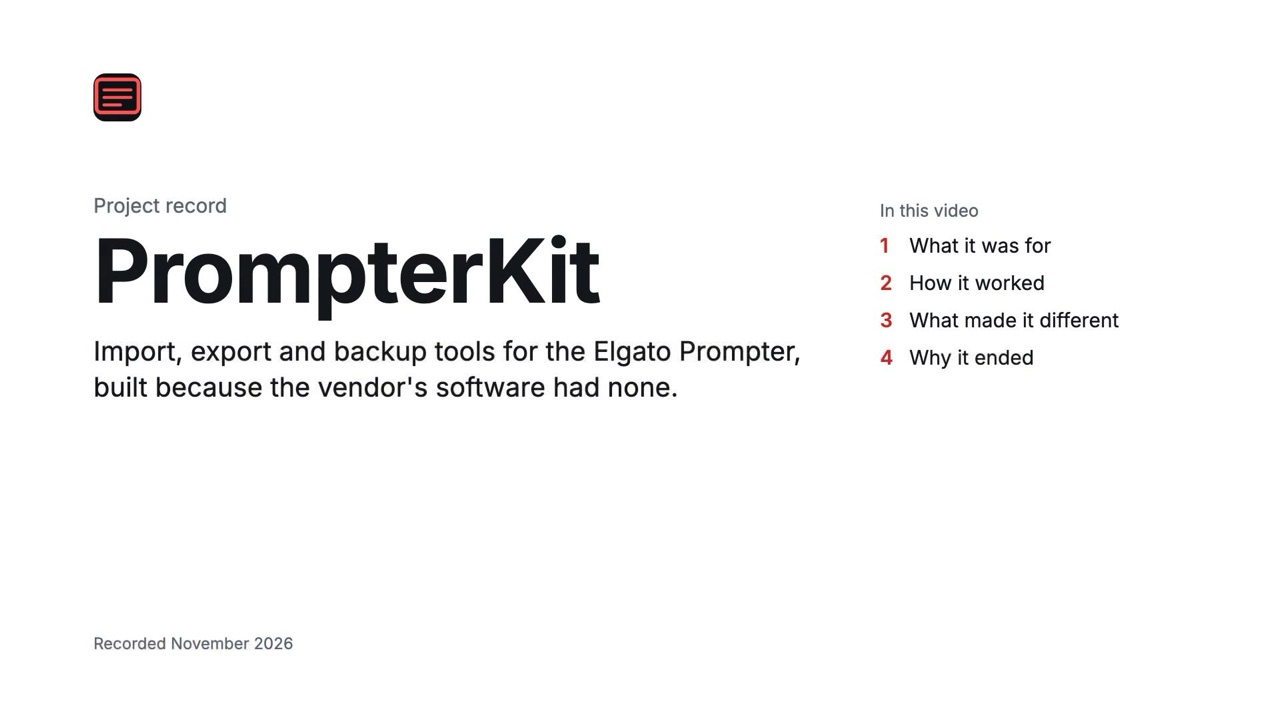 Project record
PrompterKit
Import, export and backup tools for the Elgato Prompter,
built because the vendor's software had none.
In this video
1 What it was for
2 How it worked
3 What made it different
4 Why it ended
Recorded November 2026